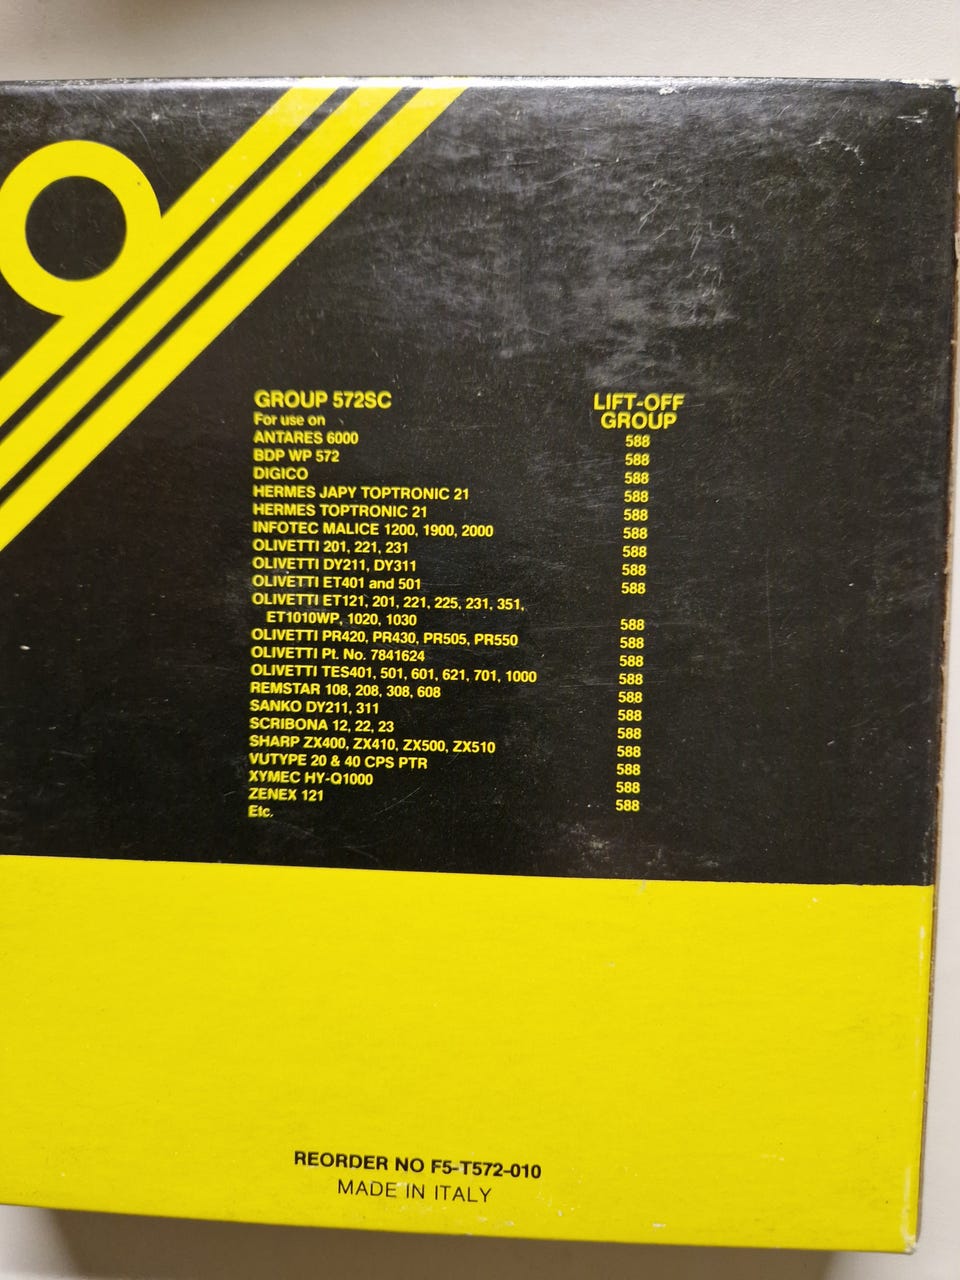 GROUP 572SC LIFT-OFF
For use on GROUP
ANTARES 6000 588
BDP WP 572 588
DIGICO 588
HERMES JAPY TOPTRONIC 21 588
HERMES TOPTRONIC 21 588
INFOTEC MALICE 1200, 1900, 2000 588
OLIVETTI 201, 221, 231 588
OLIVETTI DY211, DY311 588
OLIVETTI ET401 and 501 588
OLIVETTI ET121, 201, 221, 225, 231, 351,
ET1010WP, 1020, 1030 588
OLIVETTI PR420, PR430, PR505, PR550 588
OLIVETTI Pt. No. 7841624 588
OLIVETTI TES401, 501, 601, 621, 701, 1000 588
REMSTAR 108, 208, 308, 608 588
SANKO DY211, 311 588
SCRIBONA 12, 22, 23 588
SHARP ZX400, ZX410, ZX500, ZX510 588
VUTYPE 20 & 40 CPS PTR 588
XYMEC HY-Q1000 588
ZENEX 121 588
Etc.
REORDER NO F5-T572-010
MADE IN ITALY